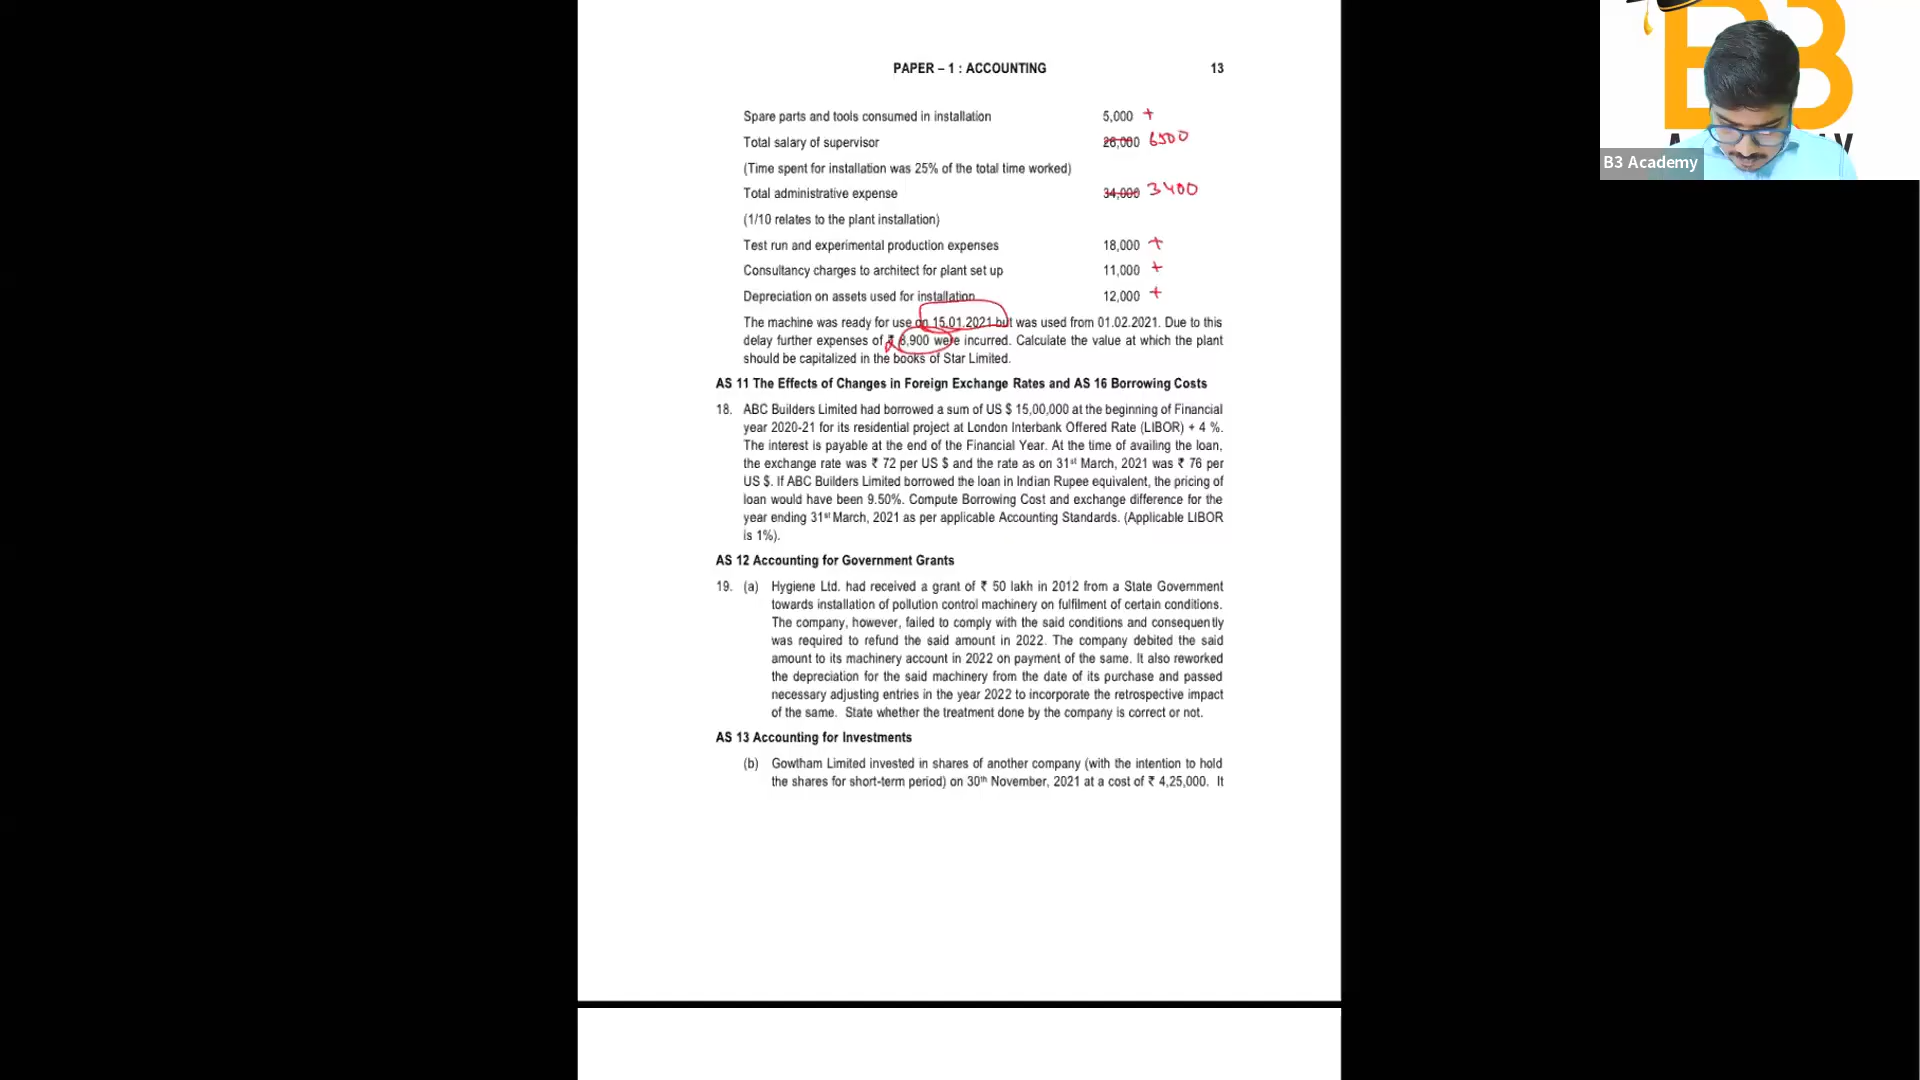 PAPER – 1 : ACCOUNTING 13
Spare parts and tools consumed in installation 5,000 +
Total salary of supervisor 26,000 6500
(Time spent for installation was 25% of the total time worked)
Total administrative expense 34,000 3400
(1/10 relates to the plant installation)
Test run and experimental production expenses 18,000 +
Consultancy charges to architect for plant set up 11,000 +
Depreciation on assets used for installation 12,000 +
The machine was ready for use on 15.01.2021 but was used from 01.02.2021. Due to this
delay further expenses of ₹ 8,900 were incurred. Calculate the value at which the plant
should be capitalized in the books of Star Limited.
AS 11 The Effects of Changes in Foreign Exchange Rates and AS 16 Borrowing Costs
18. ABC Builders Limited had borrowed a sum of US $ 15,00,000 at the beginning of Financial
year 2020-21 for its residential project at London Interbank Offered Rate (LIBOR) + 4 %.
The interest is payable at the end of the Financial Year. At the time of availing the loan,
the exchange rate was ₹ 72 per US $ and the rate as on 31st March, 2021 was ₹ 76 per
US $. If ABC Builders Limited borrowed the loan in Indian Rupee equivalent, the pricing of
loan would have been 9.50%. Compute Borrowing Cost and exchange difference for the
year ending 31st March, 2021 as per applicable Accounting Standards. (Applicable LIBOR
is 1%).
AS 12 Accounting for Government Grants
19. (a) Hygiene Ltd. had received a grant of ₹ 50 lakh in 2012 from a State Government
towards installation of pollution control machinery on fulfilment of certain conditions.
The company, however, failed to comply with the said conditions and consequently
was required to refund the said amount in 2022. The company debited the said
amount to its machinery account in 2022 on payment of the same. It also reworked
the depreciation for the said machinery from the date of its purchase and passed
necessary adjusting entries in the year 2022 to incorporate the retrospective impact
of the same. State whether the treatment done by the company is correct or not.
AS 13 Accounting for Investments
(b) Gowtham Limited invested in shares of another company (with the intention to hold
the shares for short-term period) on 30th November, 2021 at a cost of ₹ 4,25,000. It
B3
B3 Academy